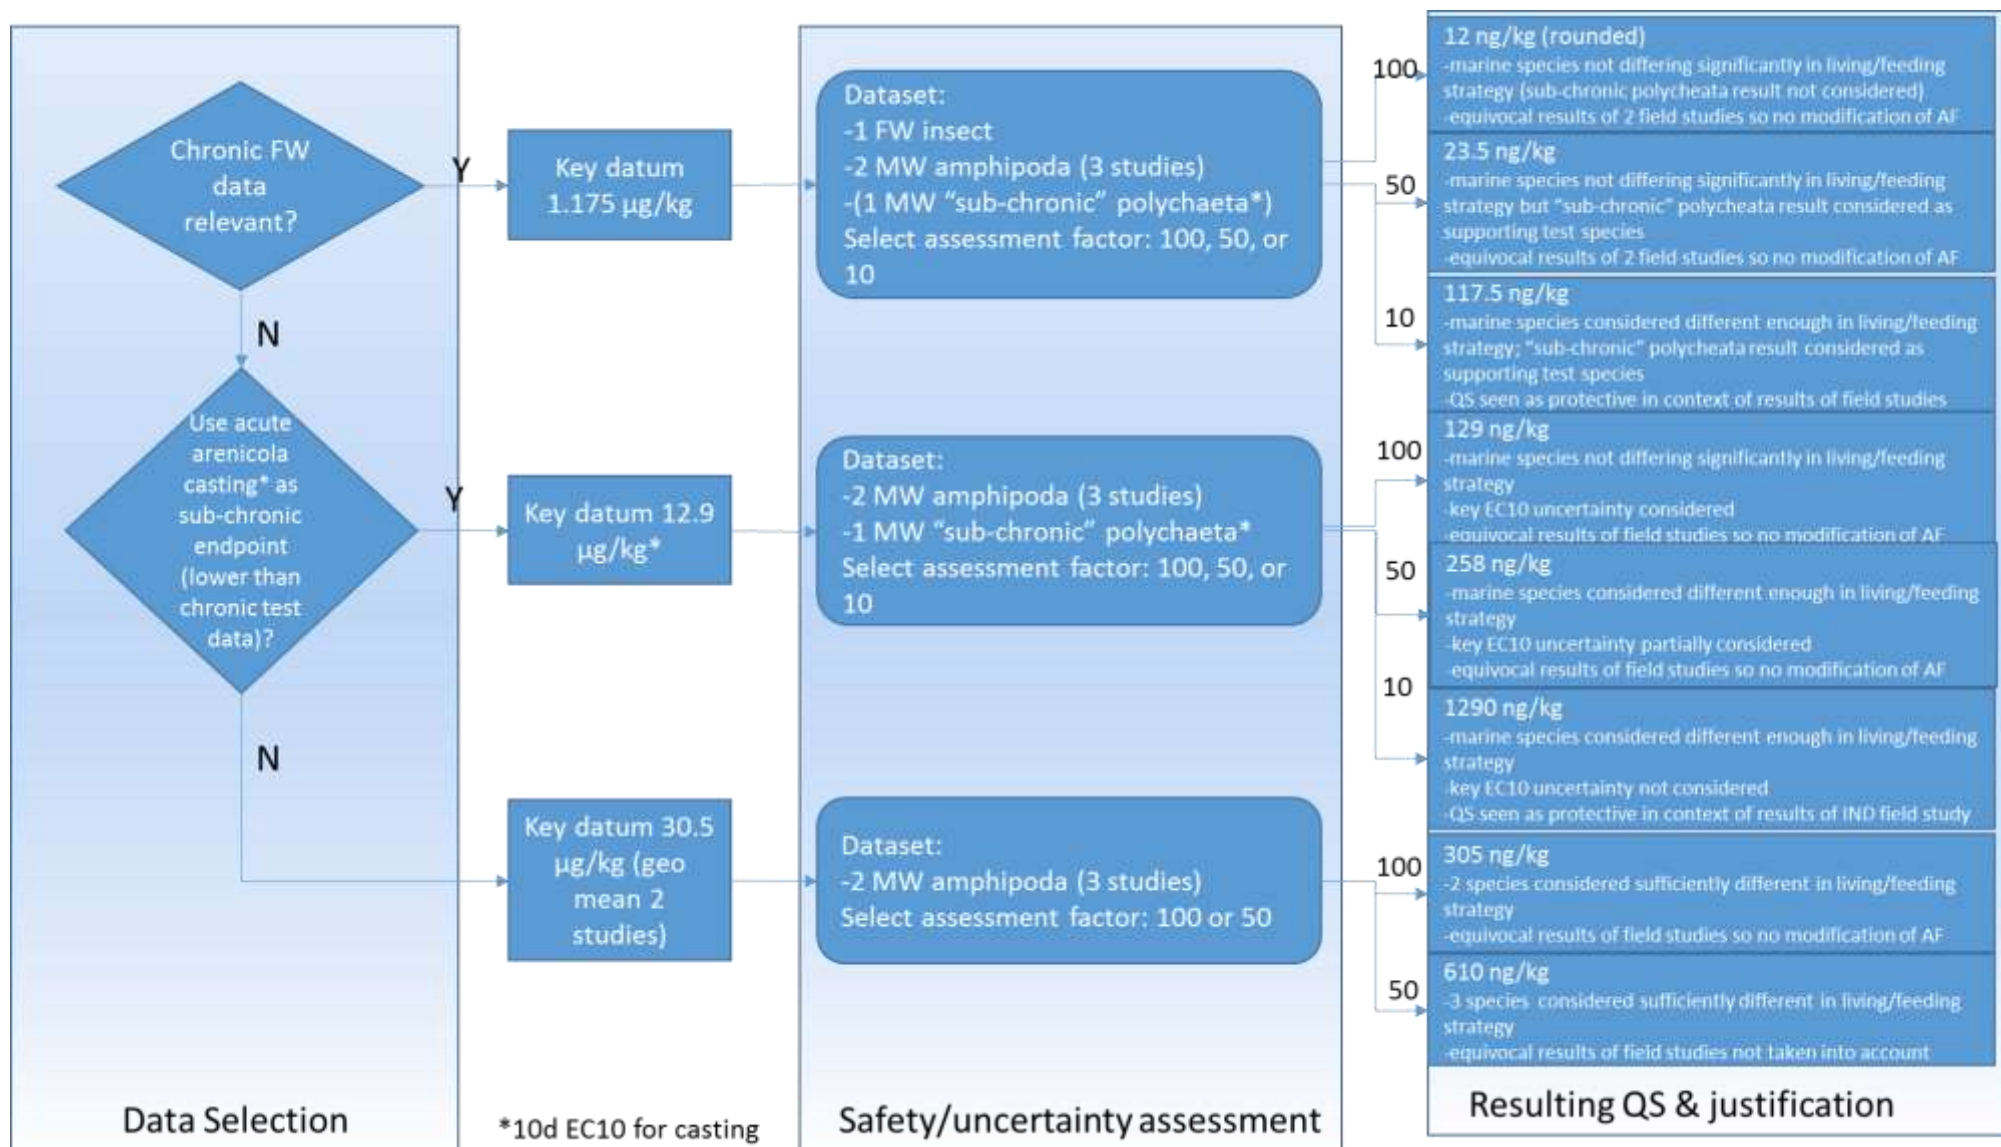 Chronic FW
data
relevant?
Y
N
Use acute
arenicola
casting* as
sub-chronic
endpoint
(lower than
chronic test
data)?
Y
N
Data Selection
Key datum
1.175 µg/kg
Key datum 12.9
µg/kg*
Key datum 30.5
µg/kg (geo
mean 2
studies)
*10d EC10 for casting
Dataset:
-1 FW insect
-2 MW amphipoda (3 studies)
-(1 MW “sub-chronic” polychaeta*)
Select assessment factor: 100, 50, or
10
Dataset:
-2 MW amphipoda (3 studies)
-1 MW “sub-chronic” polychaeta*
Select assessment factor: 100, 50, or
10
Dataset:
-2 MW amphipoda (3 studies)
Select assessment factor: 100 or 50
Safety/uncertainty assessment
100
12 ng/kg (rounded)
-marine species not differing significantly in living/feeding
strategy (sub-chronic polycheata result not considered)
-equivocal results of 2 field studies so no modification of AF
50
23.5 ng/kg
-marine species not differing significantly in living/feeding
strategy but “sub-chronic” polycheata result considered as
supporting test species
-equivocal results of 2 field studies so no modification of AF
10
117.5 ng/kg
-marine species considered different enough in living/feeding
strategy; “sub-chronic” polycheata result considered as
supporting test species
-QS seen as protective in context of results of field studies
100
129 ng/kg
-marine species not differing significantly in living/feeding
strategy
-key EC10 uncertainty considered
-equivocal results of field studies so no modification of AF
50
258 ng/kg
-marine species considered different enough in living/feeding
strategy
-key EC10 uncertainty partially considered
-equivocal results of field studies so no modification of AF
10
1290 ng/kg
-marine species considered different enough in living/feeding
strategy
-key EC10 uncertainty not considered
-QS seen as protective in context of results of IND field study
100
305 ng/kg
-2 species considered sufficiently different in living/feeding
strategy
-equivocal results of field studies so no modification of AF
50
610 ng/kg
-3 species considered sufficiently different in living/feeding
strategy
-equivocal results of field studies not taken into account
Resulting QS & justification